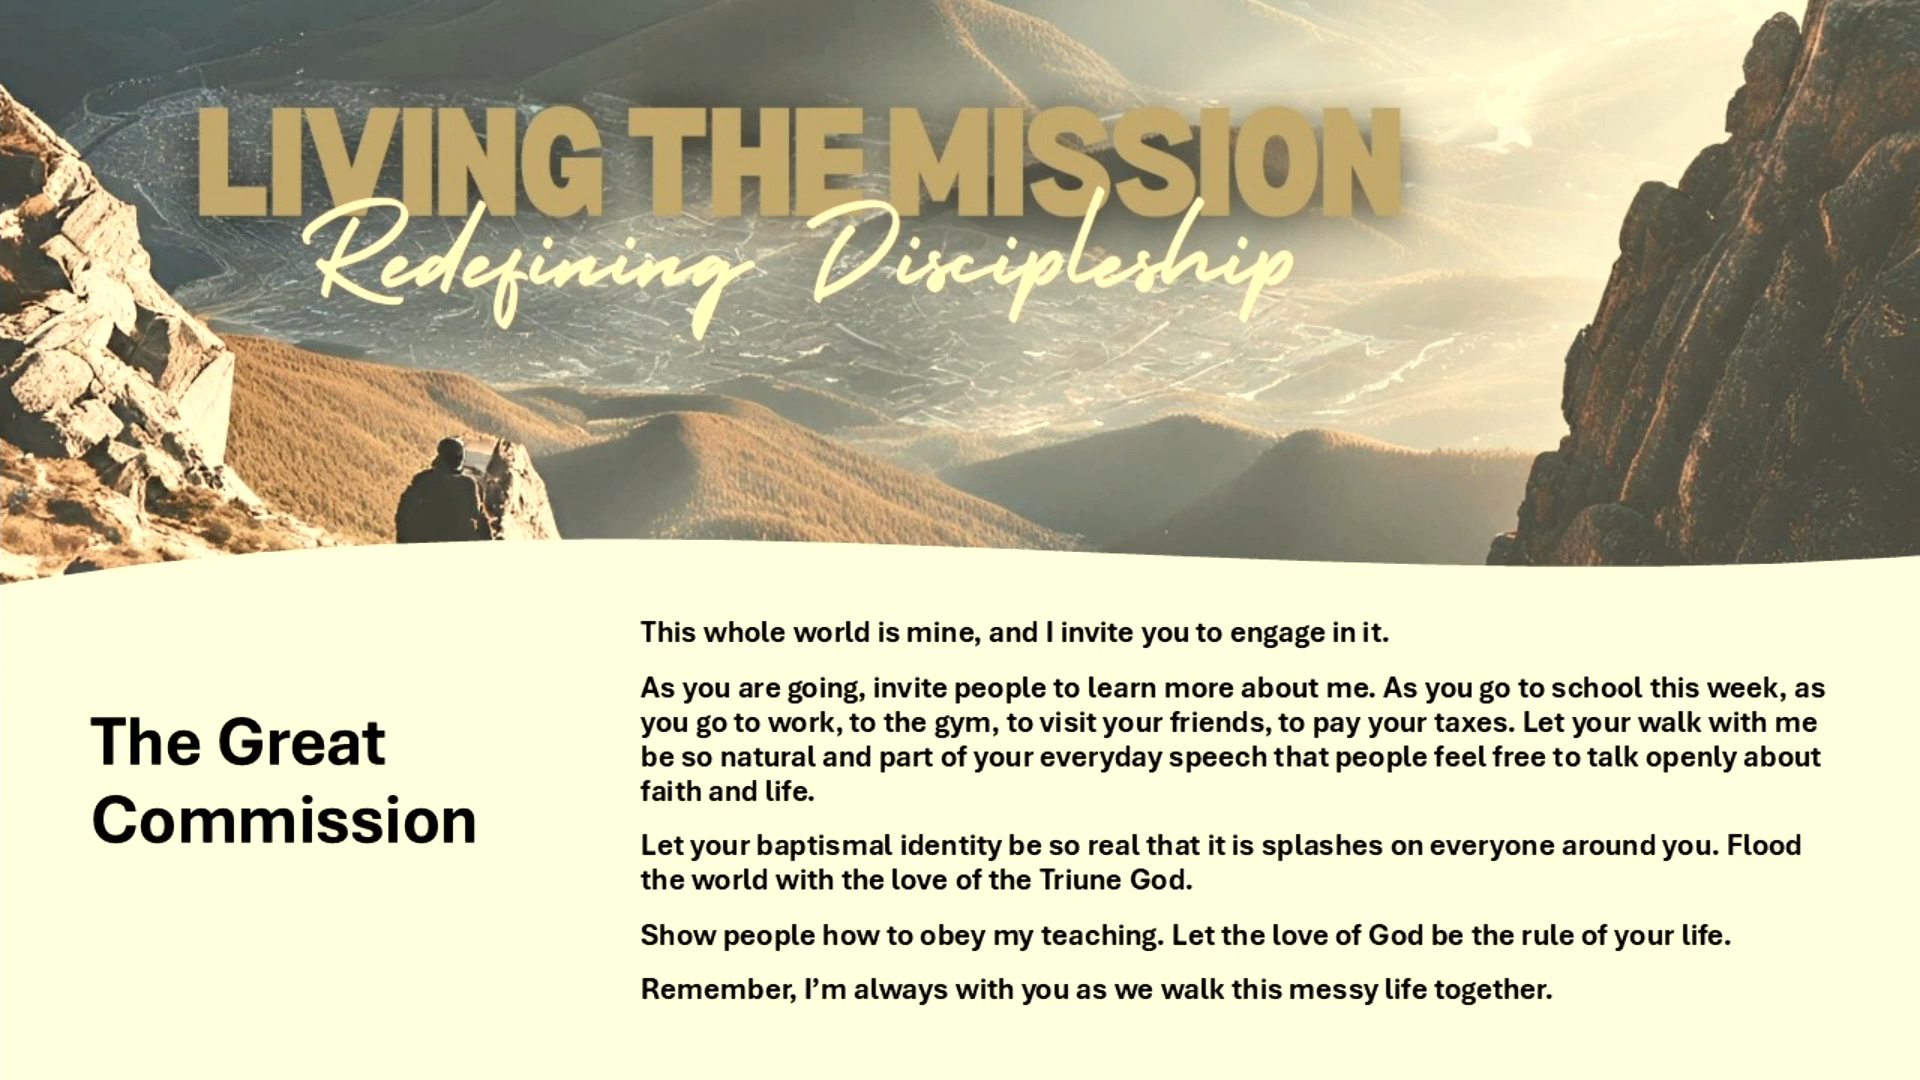 LIVING THE MISSION
Redefining Discipleship
The Great
Commission
This whole world is mine, and I invite you to engage in it.
As you are going, invite people to learn more about me. As you go to school this week, as
you go to work, to the gym, to visit your friends, to pay your taxes. Let your walk with me
be so natural and part of your everyday speech that people feel free to talk openly about
faith and life.
Let your baptismal identity be so real that it is splashes on everyone around you. Flood
the world with the love of the Triune God.
Show people how to obey my teaching. Let the love of God be the rule of your life.
Remember, I’m always with you as we walk this messy life together.